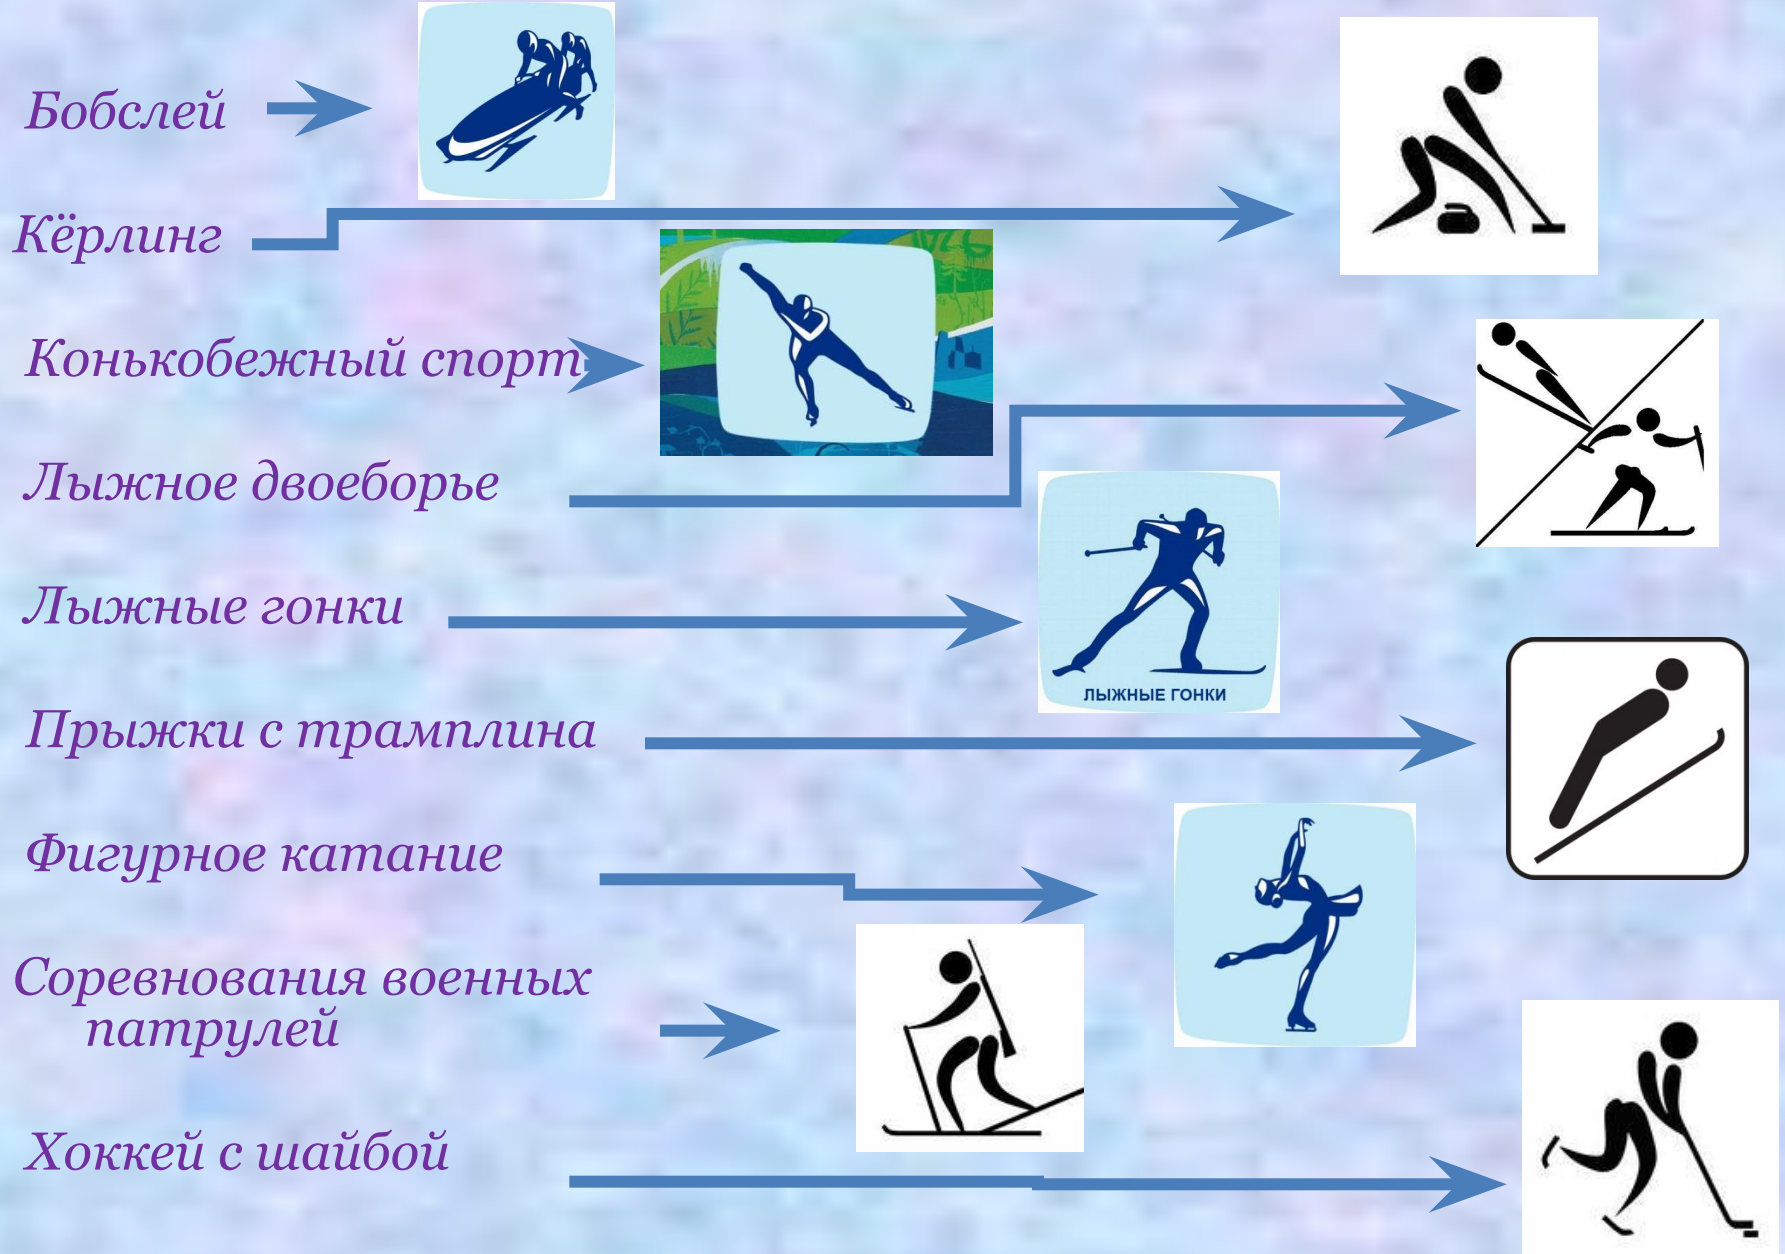 Бобслей
Кёрлинг
Конькобежный спорт
Лыжное двоеборье
Лыжные гонки
ЛЫЖНЫЕ ГОНКИ
Прыжки с трамплина
Фигурное катание
Соревнования военных
патрулей
Хоккей с шайбой